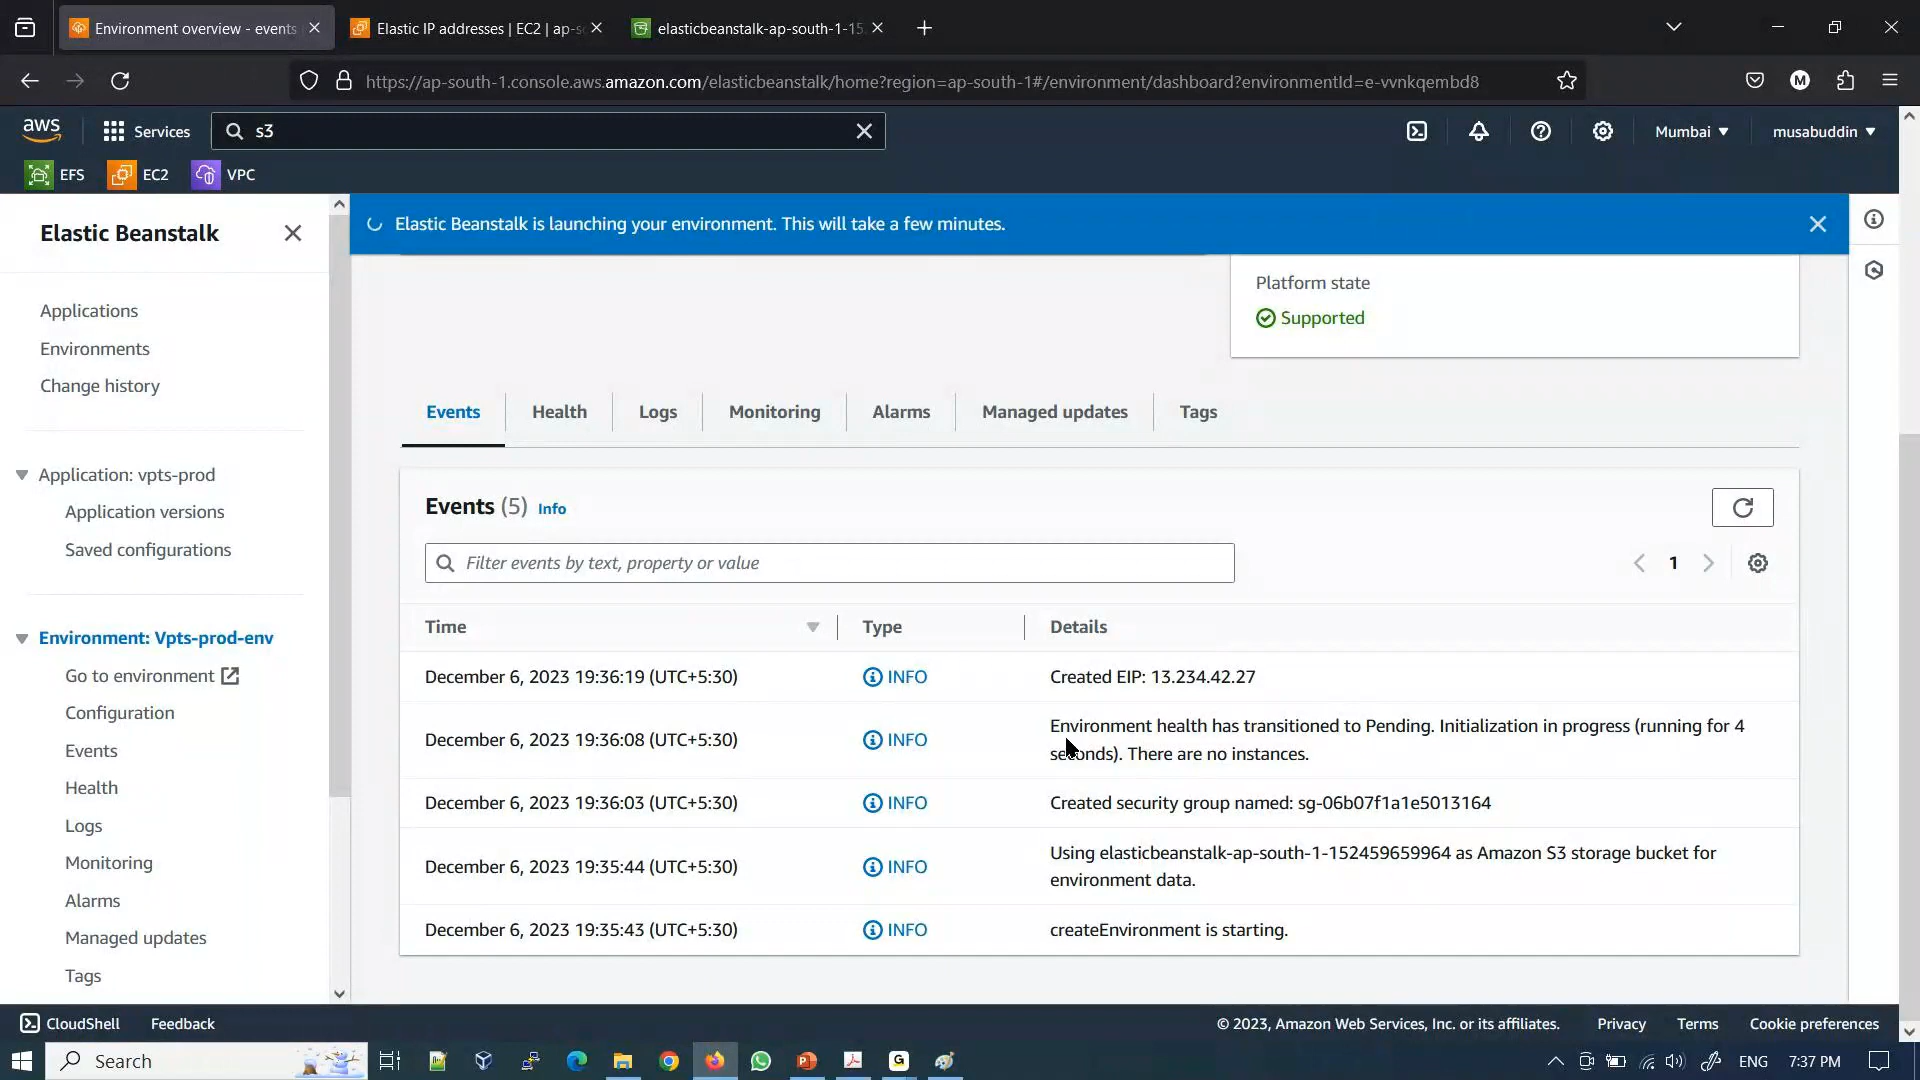 Environment overview - events
Elastic IP addresses | EC2 | ap-s
elasticbeanstalk-ap-south-1-15
https://ap-south-1.console.aws.amazon.com/elasticbeanstalk/home?region=ap-south-1#/environment/dashboard?environmentId=e-vvnkqembd8
M
aws
Services
s3
Mumbai
musabuddin
EFS
EC2
VPC
Elastic Beanstalk
Applications
Environments
Change history
Application: vpts-prod
Application versions
Saved configurations
Environment: Vpts-prod-env
Go to environment
Configuration
Events
Health
Logs
Monitoring
Alarms
Managed updates
Tags
Elastic Beanstalk is launching your environment. This will take a few minutes.
Platform state
Supported
Events
Health
Logs
Monitoring
Alarms
Managed updates
Tags
Events (5) Info
Filter events by text, property or value
1
Time Type Details
December 6, 2023 19:36:19 (UTC+5:30) INFO Created EIP: 13.234.42.27
December 6, 2023 19:36:08 (UTC+5:30) INFO Environment health has transitioned to Pending. Initialization in progress (running for 4
seconds). There are no instances.
December 6, 2023 19:36:03 (UTC+5:30) INFO Created security group named: sg-06b07f1a1e5013164
December 6, 2023 19:35:44 (UTC+5:30) INFO Using elasticbeanstalk-ap-south-1-152459659964 as Amazon S3 storage bucket for
environment data.
December 6, 2023 19:35:43 (UTC+5:30) INFO createEnvironment is starting.
CloudShell
Feedback
© 2023, Amazon Web Services, Inc. or its affiliates.
Privacy
Terms
Cookie preferences
Search
ENG
7:37 PM